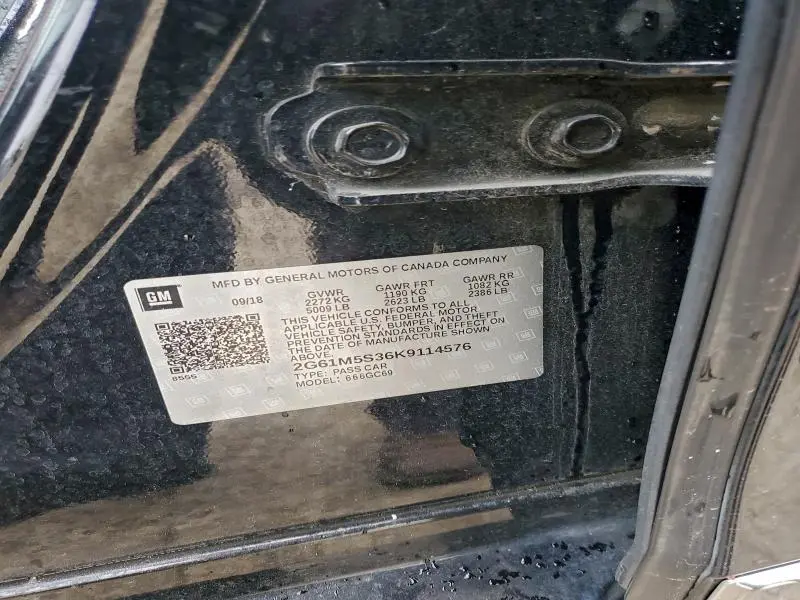 MFD BY GENERAL MOTORS OF CANADA COMPANY
GM
09/18
GVWR GAWR FRT GAWR RR
2272 KG 1190 KG 1082 KG
5009 LB 2623 LB 2386 LB
THIS VEHICLE CONFORMS TO ALL
APPLICABLE U.S. FEDERAL MOTOR
VEHICLE SAFETY, BUMPER, AND THEFT
PREVENTION STANDARDS IN EFFECT ON
THE DATE OF MANUFACTURE SHOWN
ABOVE.
2G61M5S36K9114576
TYPE: PASS CAR
MODEL: 666GC69
8555